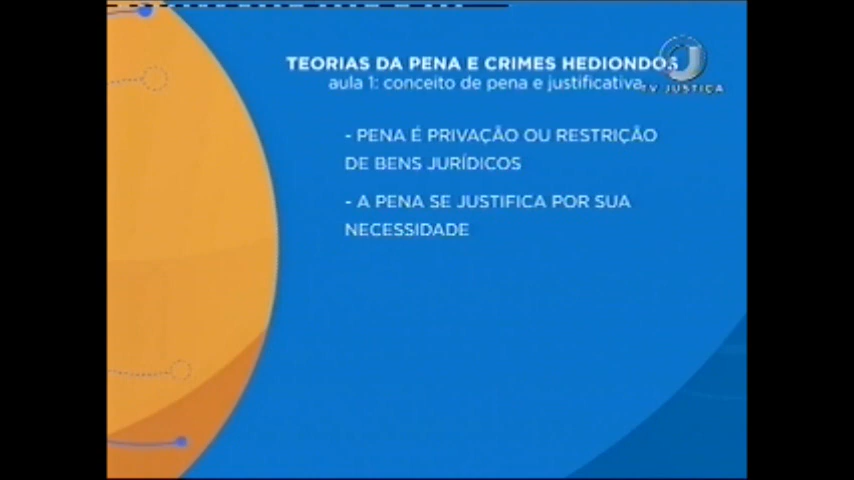 TEORIAS DA PENA E CRIMES HEDIONDOS
aula 1: conceito de pena e justificativa
TV JUSTIÇA
- PENA É PRIVAÇÃO OU RESTRIÇÃO
DE BENS JURÍDICOS
- A PENA SE JUSTIFICA POR SUA
NECESSIDADE